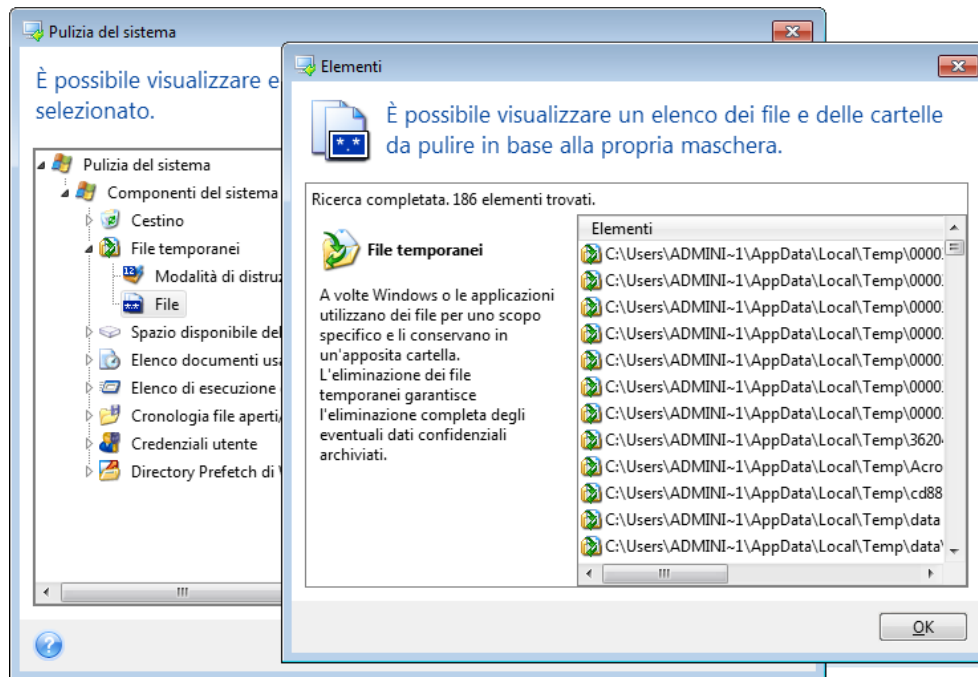 Pulizia del sistema
È possibile visualizzare e
selezionato.
Pulizia del sistema
Componenti del sistema
Cestino
File temporanei
Modalità di distruz
File
Spazio disponibile del
Elenco documenti usa
Elenco di esecuzione
Cronologia file aperti/
Credenziali utente
Directory Prefetch di
Elementi
È possibile visualizzare un elenco dei file e delle cartelle
da pulire in base alla propria maschera.
Ricerca completata. 186 elementi trovati.
File temporanei
A volte Windows o le applicazioni
utilizzano dei file per uno scopo
specifico e li conservano in
un'apposita cartella.
L'eliminazione dei file
temporanei garantisce
l'eliminazione completa degli
eventuali dati confidenziali
archiviati.
Elementi
C:\Users\ADMINI~1\AppData\Local\Temp\0000
C:\Users\ADMINI~1\AppData\Local\Temp\0000
C:\Users\ADMINI~1\AppData\Local\Temp\0000
C:\Users\ADMINI~1\AppData\Local\Temp\0000
C:\Users\ADMINI~1\AppData\Local\Temp\0000
C:\Users\ADMINI~1\AppData\Local\Temp\0000
C:\Users\ADMINI~1\AppData\Local\Temp\0000
C:\Users\ADMINI~1\AppData\Local\Temp\3620
C:\Users\ADMINI~1\AppData\Local\Temp\Acro
C:\Users\ADMINI~1\AppData\Local\Temp\cd88
C:\Users\ADMINI~1\AppData\Local\Temp\data
C:\Users\ADMINI~1\AppData\Local\Temp\data\
OK